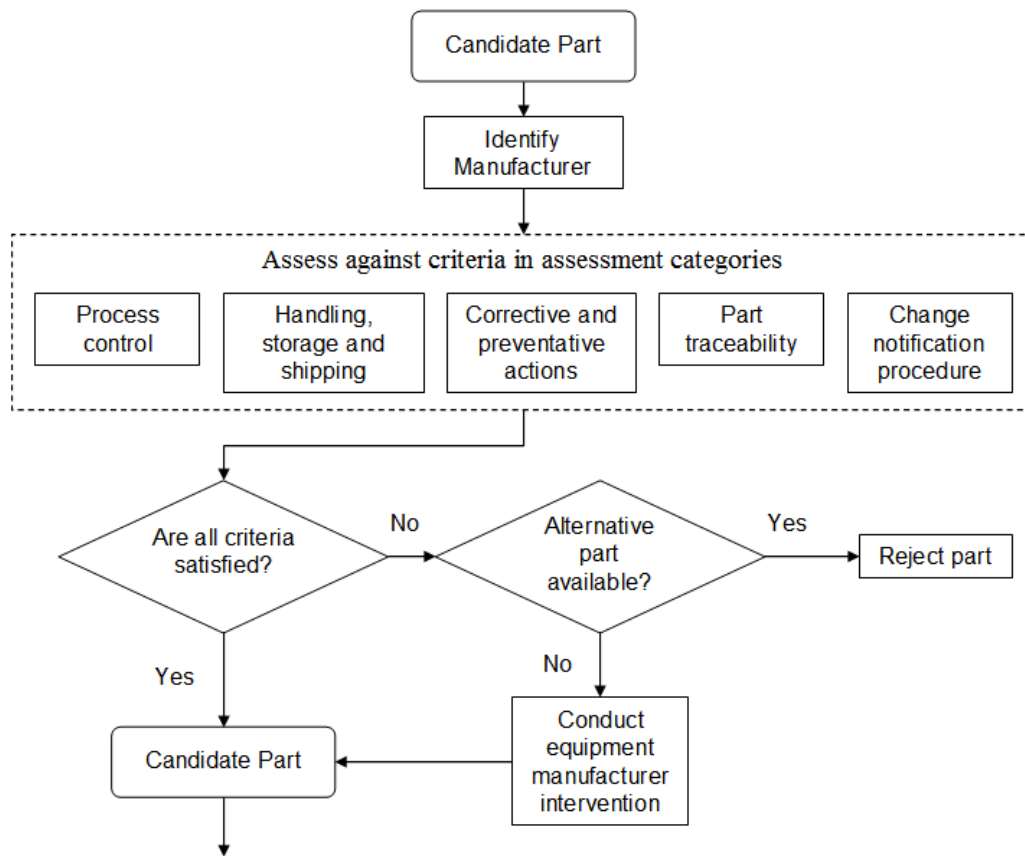 Candidate Part
Identify
Manufacturer
Assess against criteria in assessment categories
Process
control
Handling,
storage and
shipping
Corrective and
preventative
actions
Part
traceability
Change
notification
procedure
Are all criteria
satisfied?
No
Alternative
part
available?
Yes
Reject part
Yes
No
Candidate Part
Conduct
equipment
manufacturer
intervention